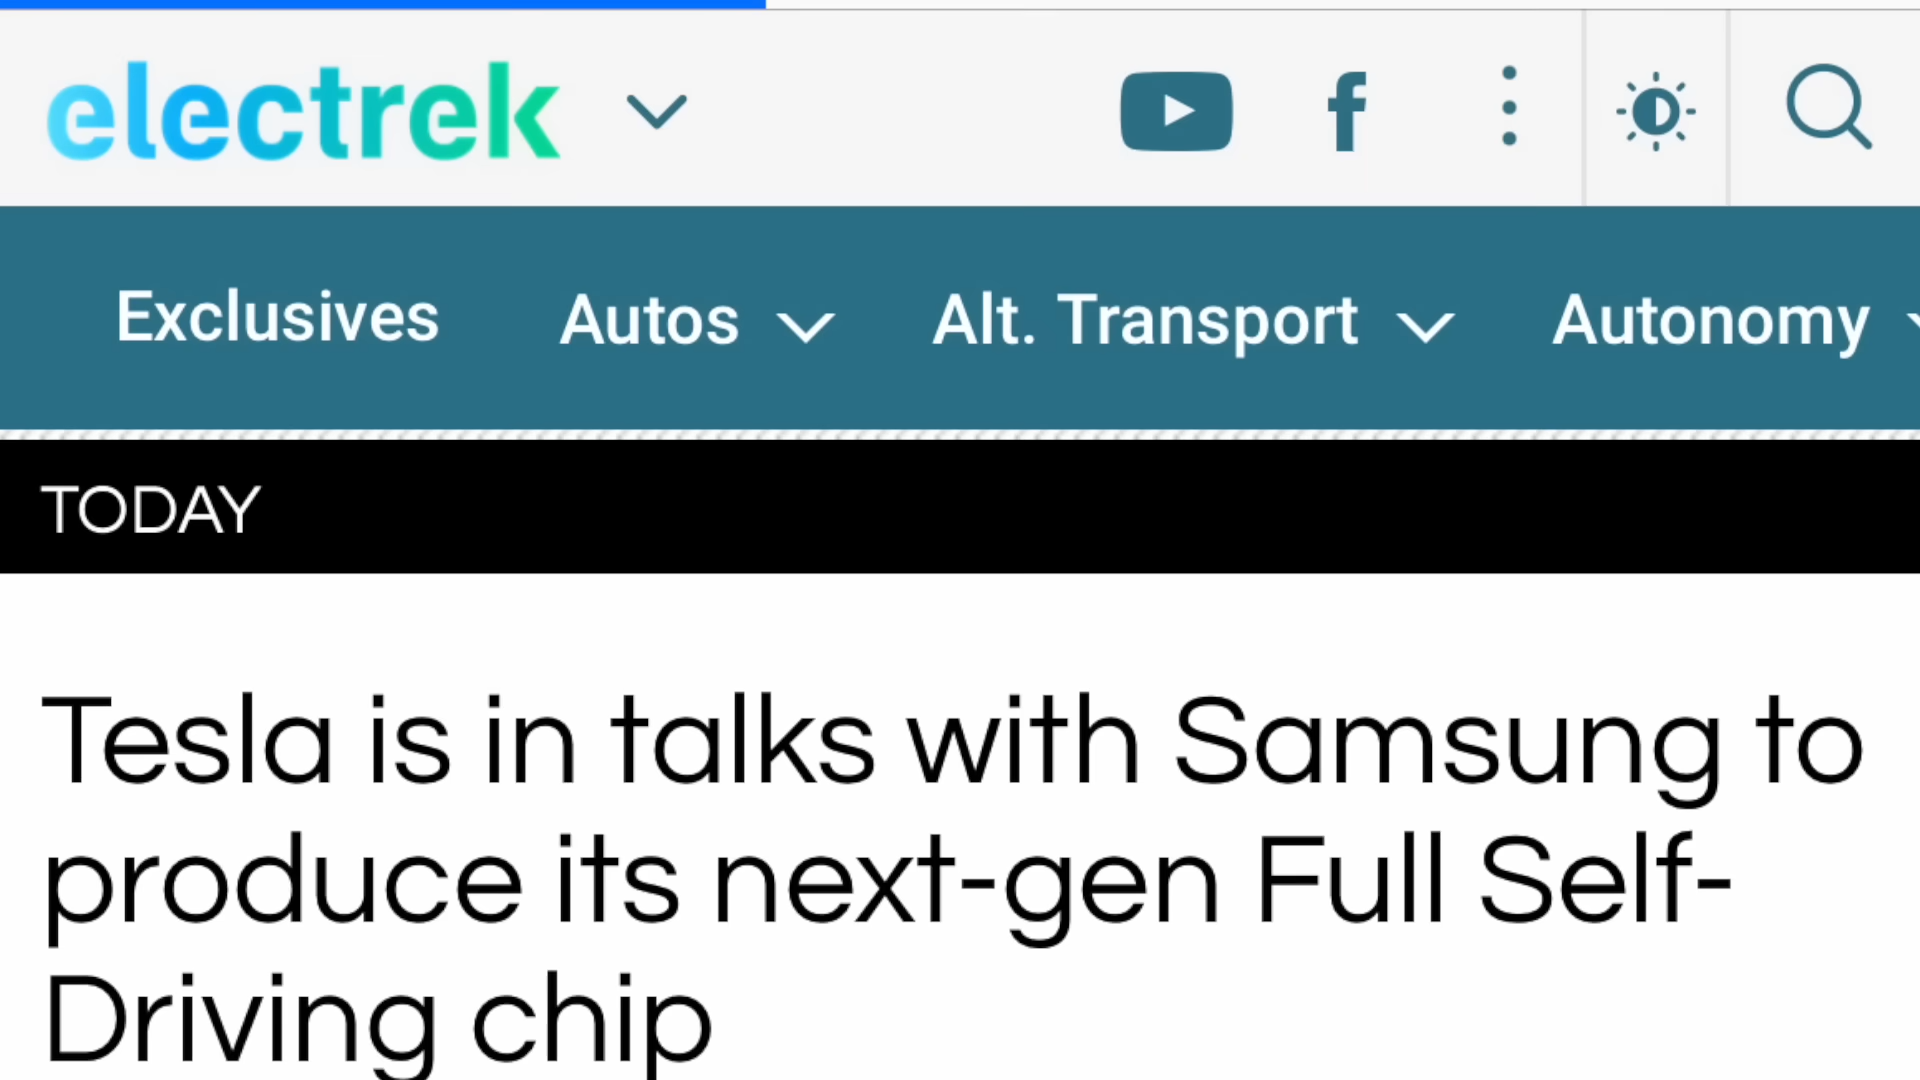 electrek
Exclusives Autos Alt. Transport Autonomy
TODAY
Tesla is in talks with Samsung to
produce its next-gen Full Self-
Driving chip